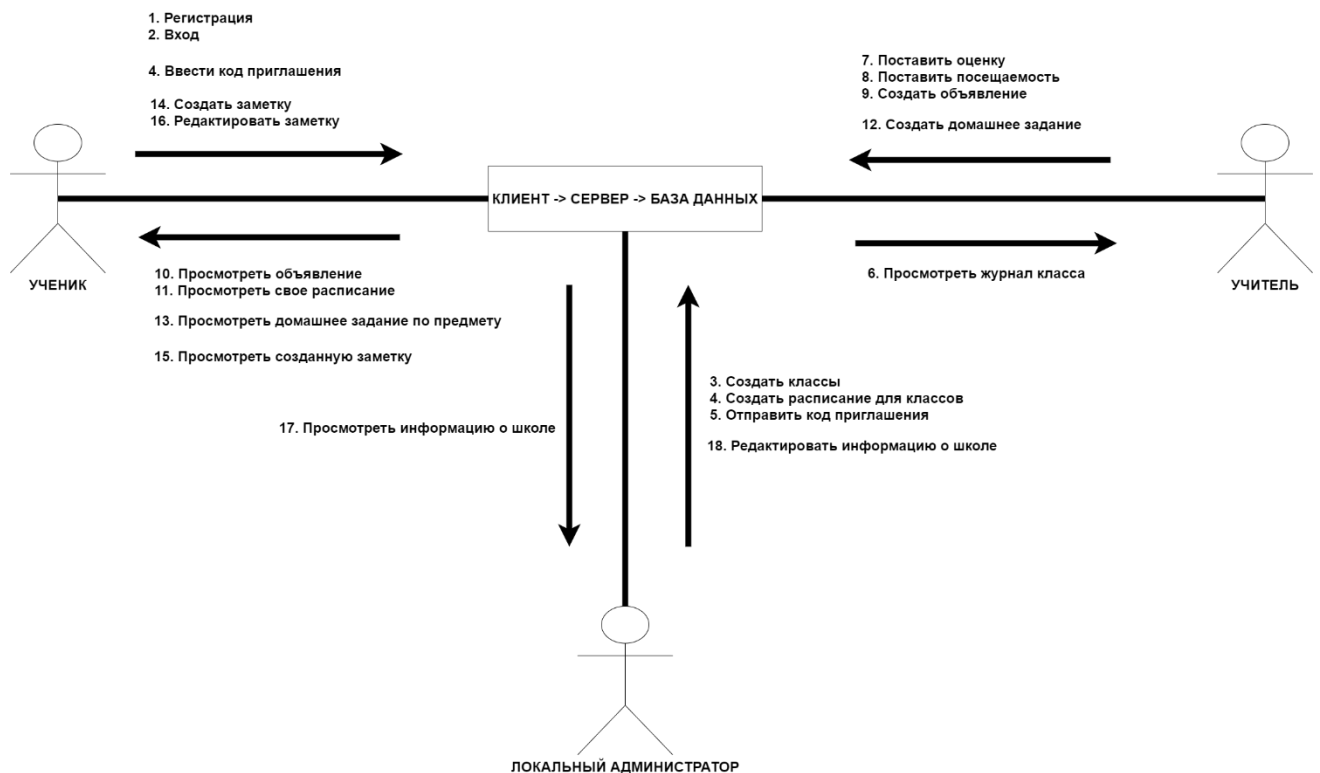 1. Регистрация
2. Вход
4. Ввести код приглашения
14. Создать заметку
16. Редактировать заметку
7. Поставить оценку
8. Поставить посещаемость
9. Создать объявление
12. Создать домашнее задание
КЛИЕНТ -> СЕРВЕР -> БАЗА ДАННЫХ
УЧЕНИК
10. Просмотреть объявление
11. Просмотреть свое расписание
13. Просмотреть домашнее задание по предмету
15. Просмотреть созданную заметку
6. Просмотреть журнал класса
УЧИТЕЛЬ
17. Просмотреть информацию о школе
3. Создать классы
4. Создать расписание для классов
5. Отправить код приглашения
18. Редактировать информацию о школе
ЛОКАЛЬНЫЙ АДМИНИСТРАТОР